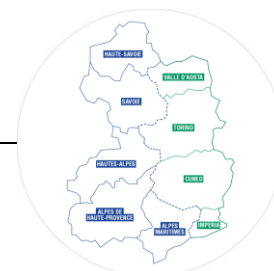 HAUTE-SAVOIE
VALLE D'AOSTA
SAVOIE
TORINO
HAUTES-ALPES
CUNEO
ALPES DE
HAUTE-PROVENCE
ALPES
MARITIMES
IMPERIA